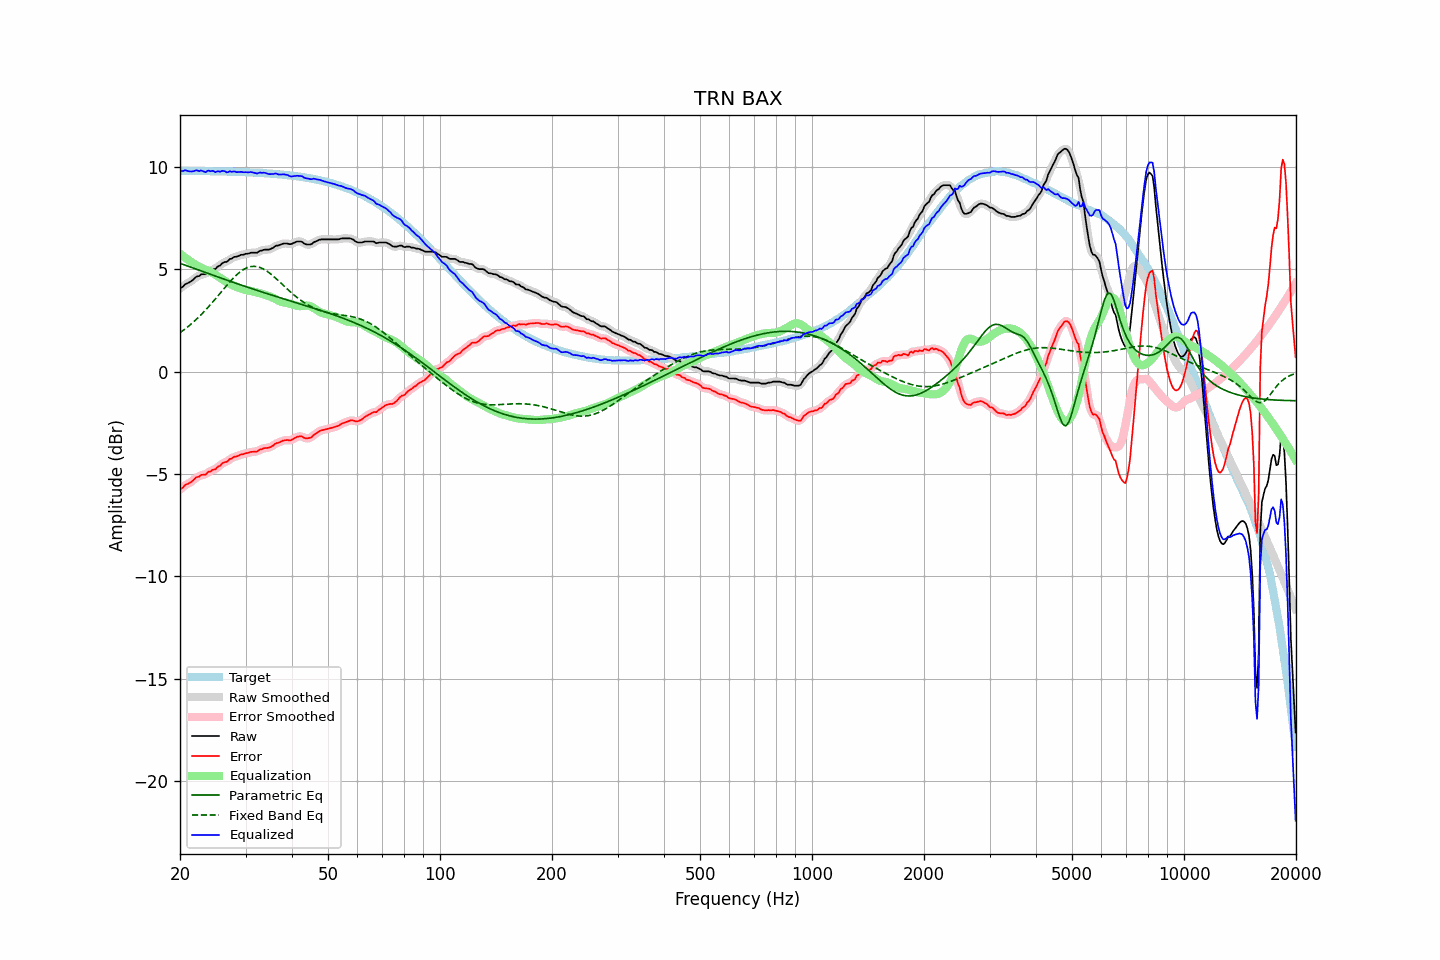 TRN BAX
10
5
0
−5
−10
−15
−20
Amplitude (dBr)
Target
Raw Smoothed
Error Smoothed
Raw
Error
Equalization
Parametric Eq
Fixed Band Eq
Equalized
20 50 100 200 500 1000 2000 5000 10000 20000
Frequency (Hz)